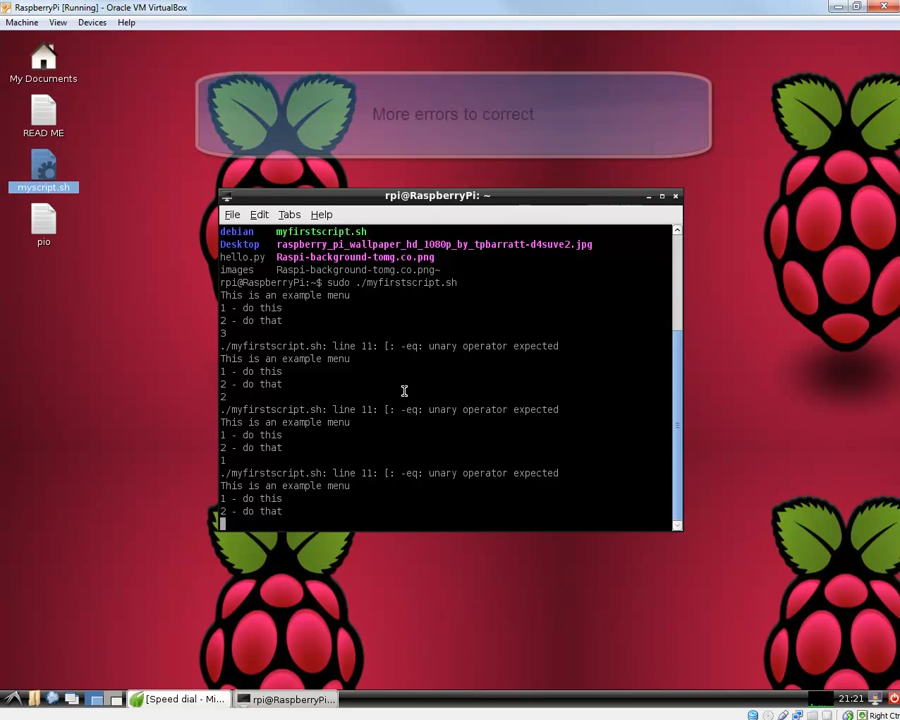 RaspberryPi [Running] - Oracle VM VirtualBox
Machine View Devices Help
My Documents
READ ME
myscript.sh
pio
More errors to correct
rpi@RaspberryPi: ~
File Edit Tabs Help
debian myfirstscript.sh
Desktop raspberry_pi_wallpaper_hd_1080p_by_tpbarratt-d4suve2.jpg
hello.py Raspi-background-tomg.co.png
images Raspi-background-tomg.co.png~
rpi@RaspberryPi:~$ sudo ./myfirstscript.sh
This is an example menu
1 - do this
2 - do that
3
./myfirstscript.sh: line 11: [: -eq: unary operator expected
This is an example menu
1 - do this
2 - do that
2
./myfirstscript.sh: line 11: [: -eq: unary operator expected
This is an example menu
1 - do this
2 - do that
1
./myfirstscript.sh: line 11: [: -eq: unary operator expected
This is an example menu
1 - do this
2 - do that
[Speed dial - Mi... rpi@RaspberryPi... 21:21
Right Ctr